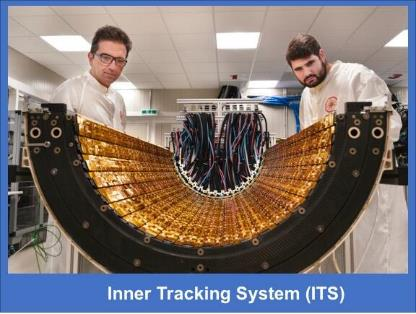 Inner Tracking System (ITS)